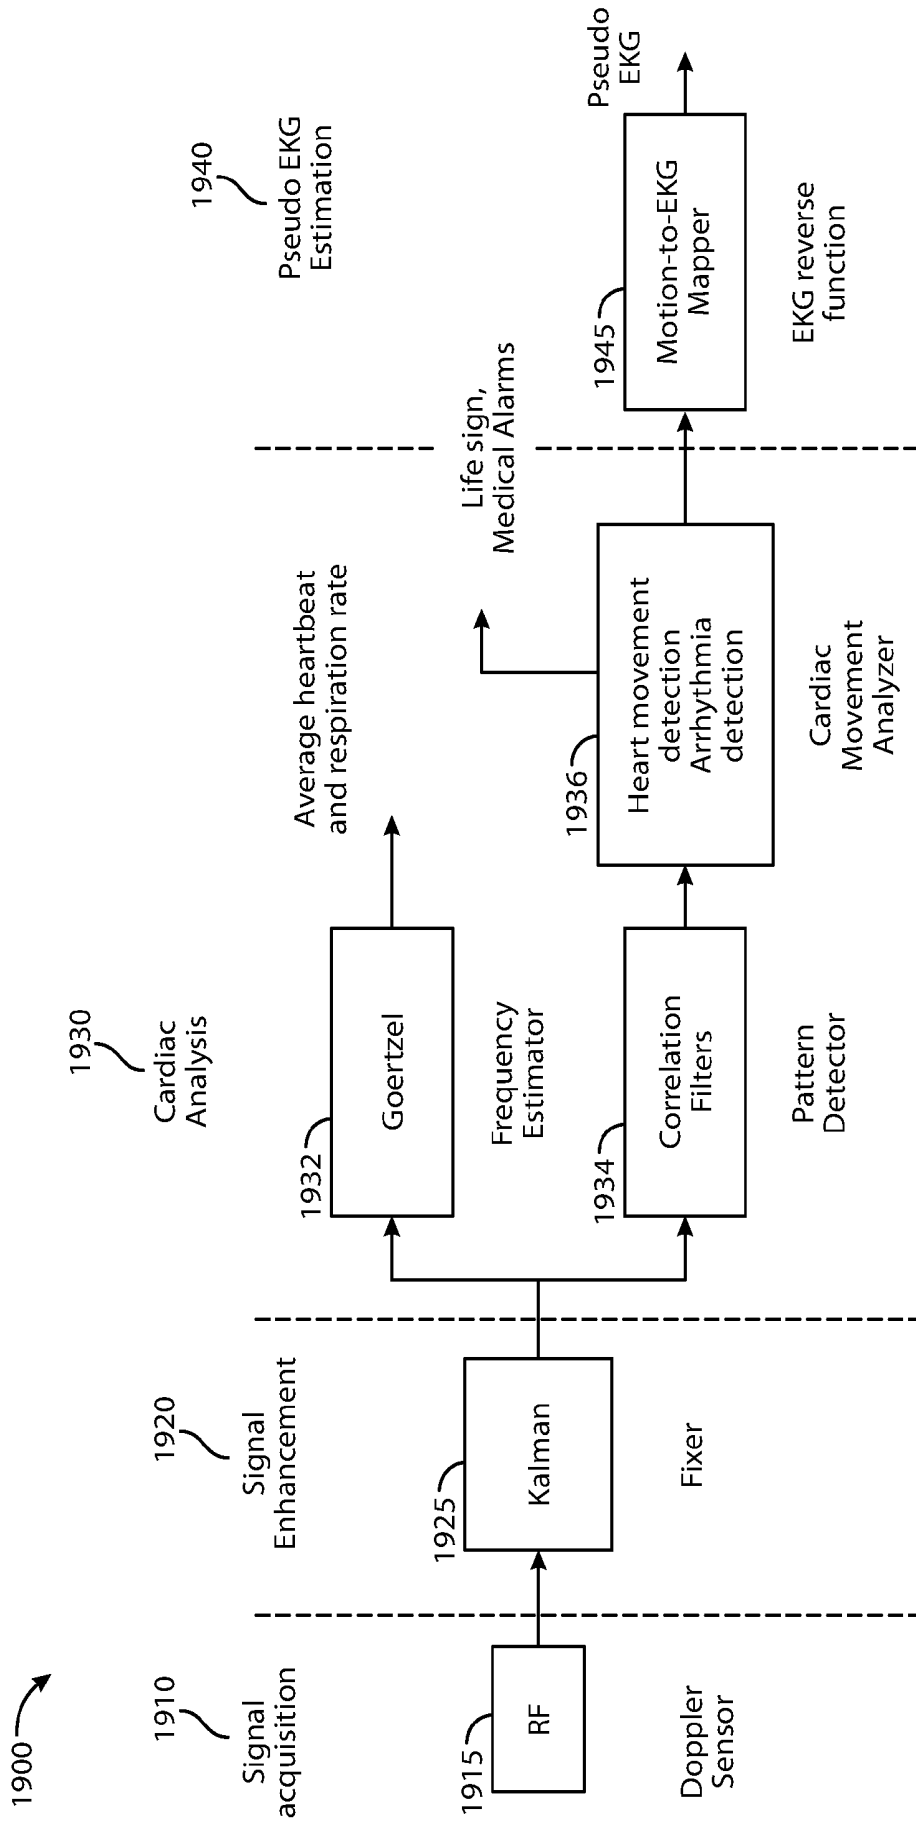 1900
1910
Signal
acquisition
1915
RF
Doppler
Sensor
1920
Signal
Enhancement
1925
Kalman
Fixer
1930
Cardiac
Analysis
1932
Goertzel
Frequency
Estimator
Average heartbeat
and respiration rate
1934
Correlation
Filters
Pattern
Detector
1936
Heart movement
detection
Arrhythmia
detection
Cardiac
Movement
Analyzer
Life sign,
Medical Alarms
1940
Pseudo EKG
Estimation
1945
Motion-to-EKG
Mapper
EKG reverse
function
Pseudo
EKG